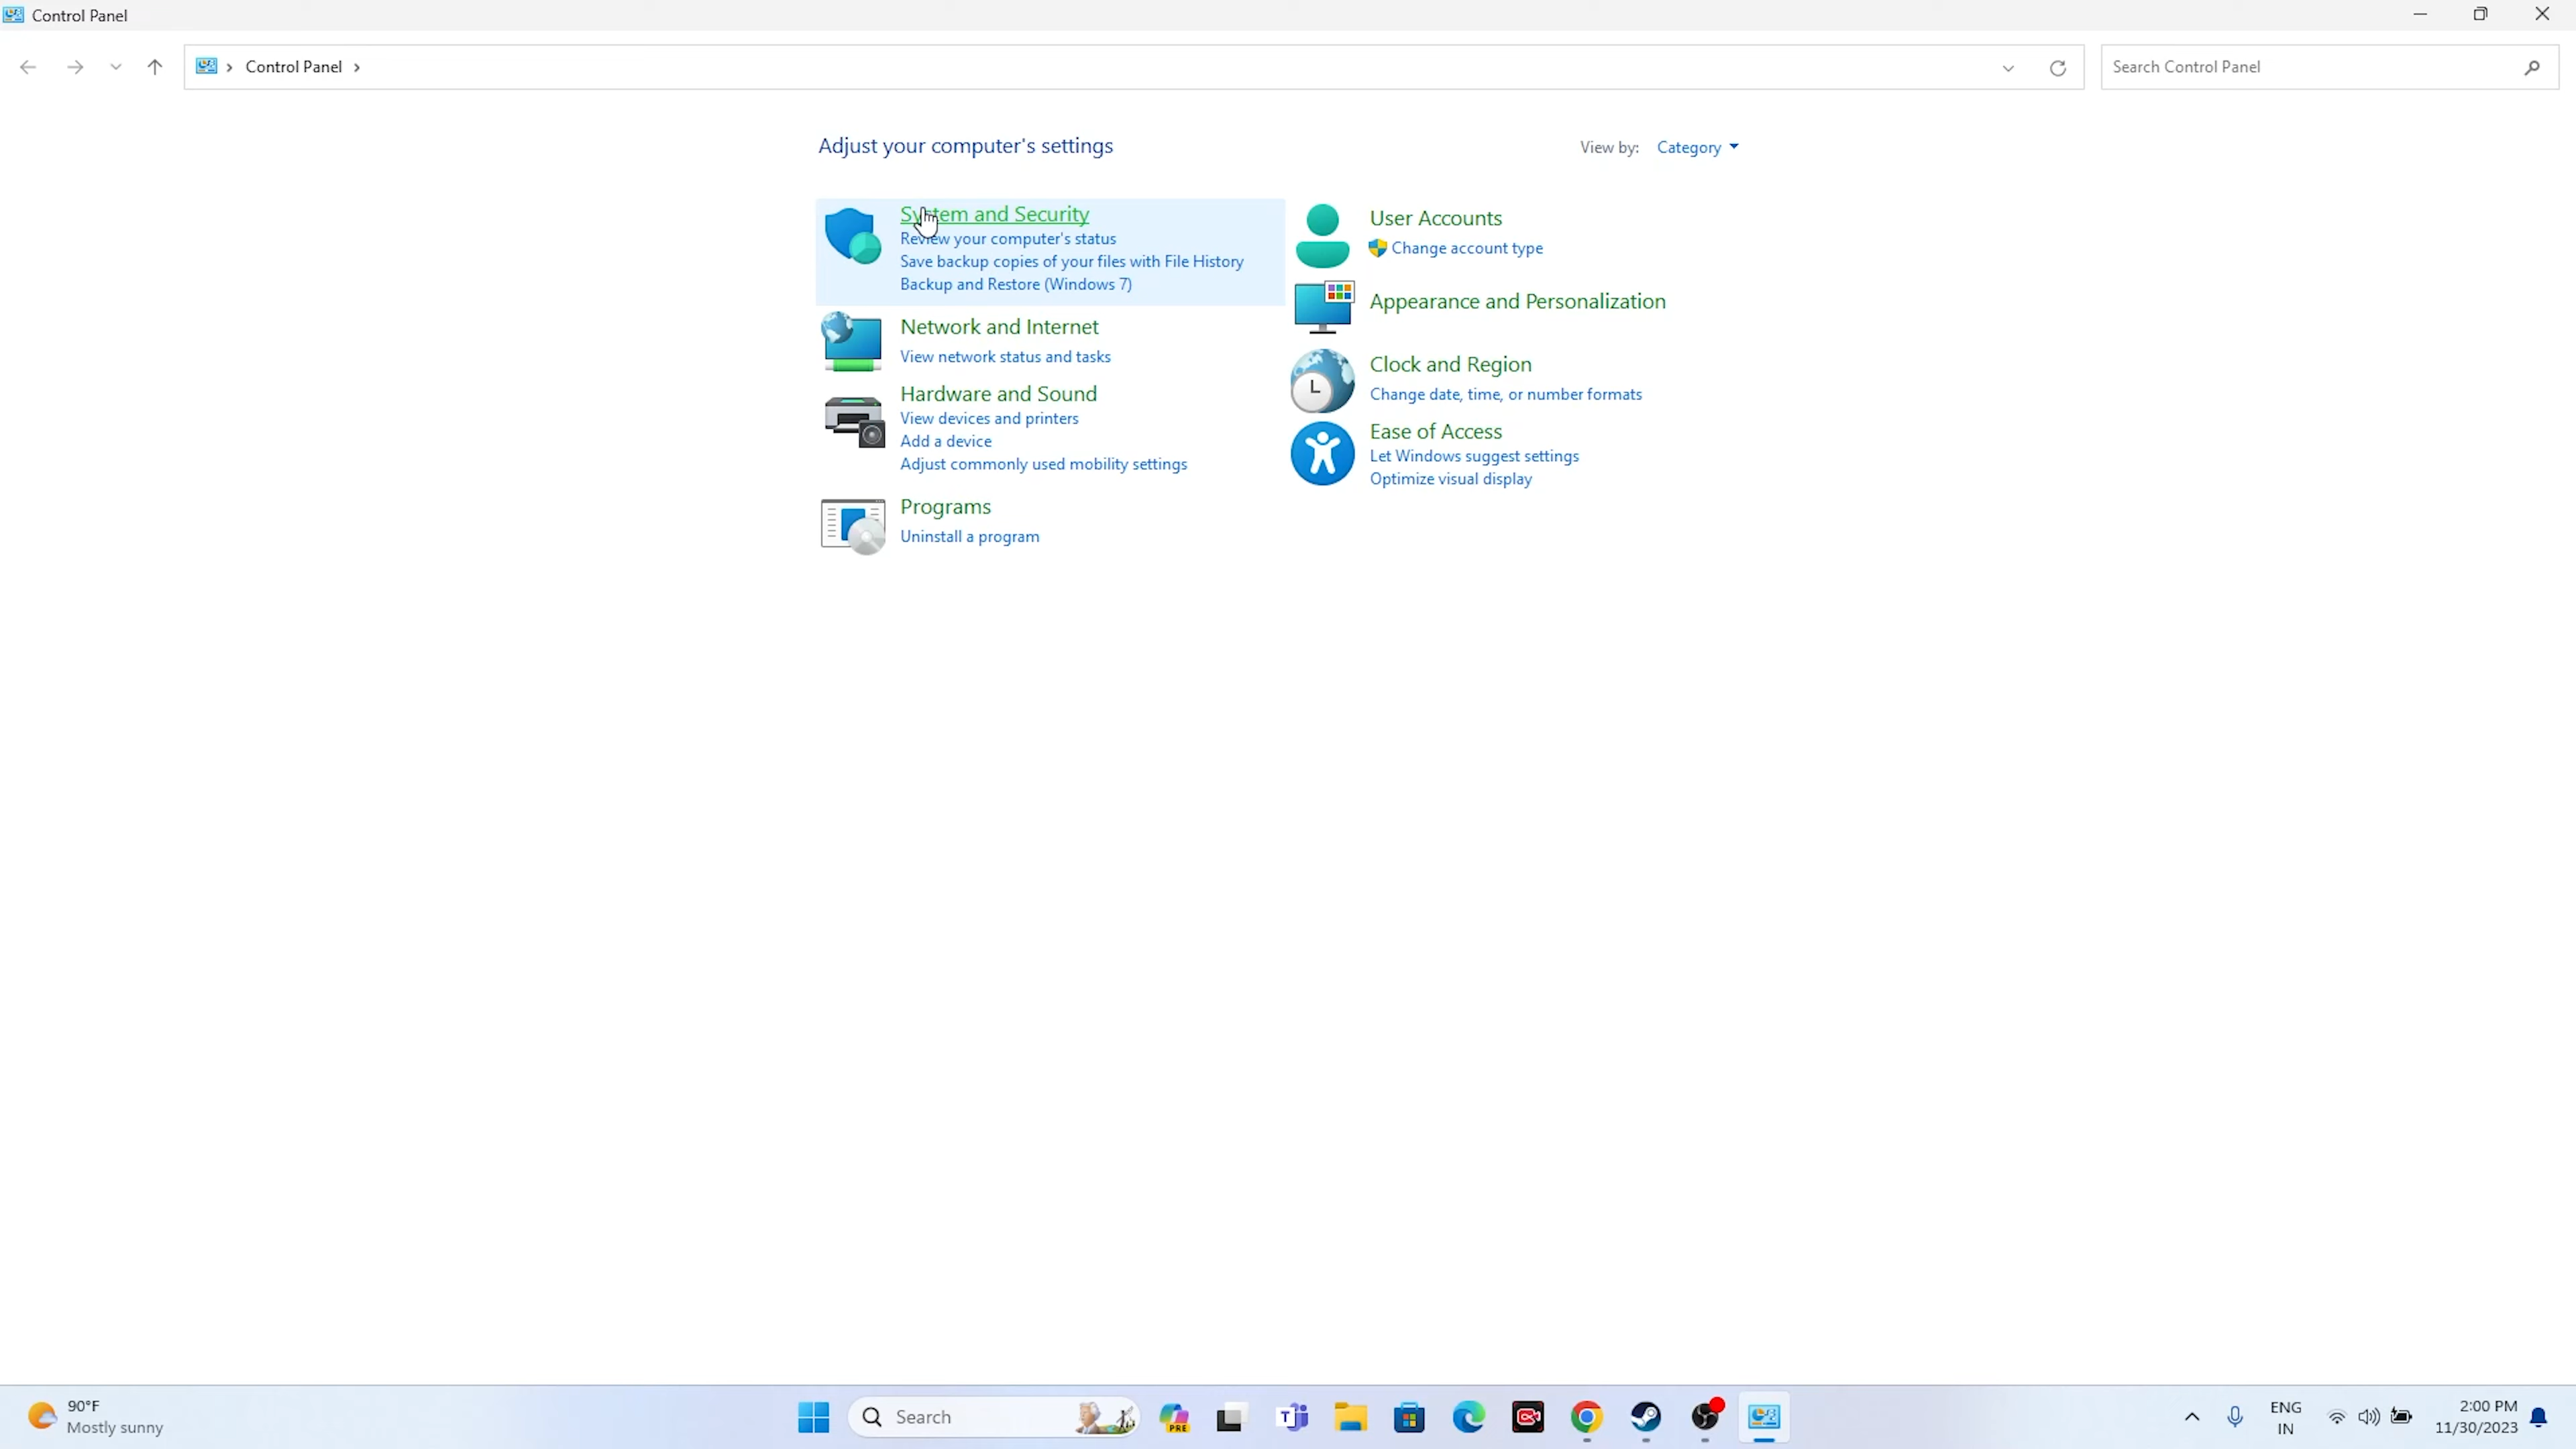 Control Panel
Control Panel
Search Control Panel
Adjust your computer's settings
View by: Category
System and Security
Review your computer's status
Save backup copies of your files with File History
Backup and Restore (Windows 7)
Network and Internet
View network status and tasks
Hardware and Sound
View devices and printers
Add a device
Adjust commonly used mobility settings
Programs
Uninstall a program
User Accounts
Change account type
Appearance and Personalization
Clock and Region
Change date, time, or number formats
Ease of Access
Let Windows suggest settings
Optimize visual display
90°F
Mostly sunny
Search
PRE
T
ENG
IN
2:00 PM
11/30/2023